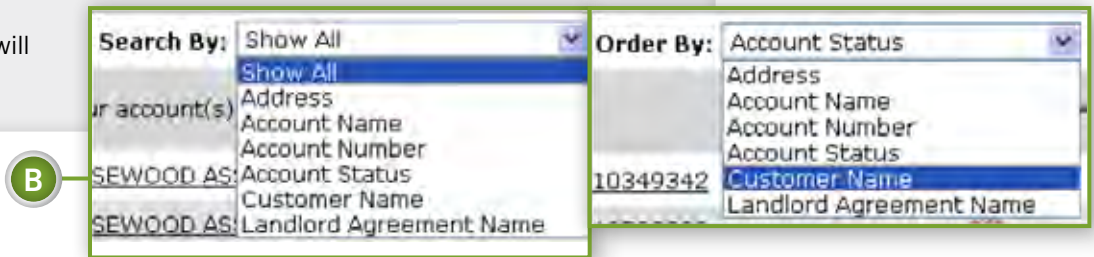 will
Search By: Show All
Show All
Address
Account Name
Account Number
Account Status
Customer Name
Landlord Agreement Name
ur account(s)
SEWOOD AS
SEWOOD AS
B
Order By: Account Status
Address
Account Name
Account Number
Account Status
Customer Name
Landlord Agreement Name
10349342